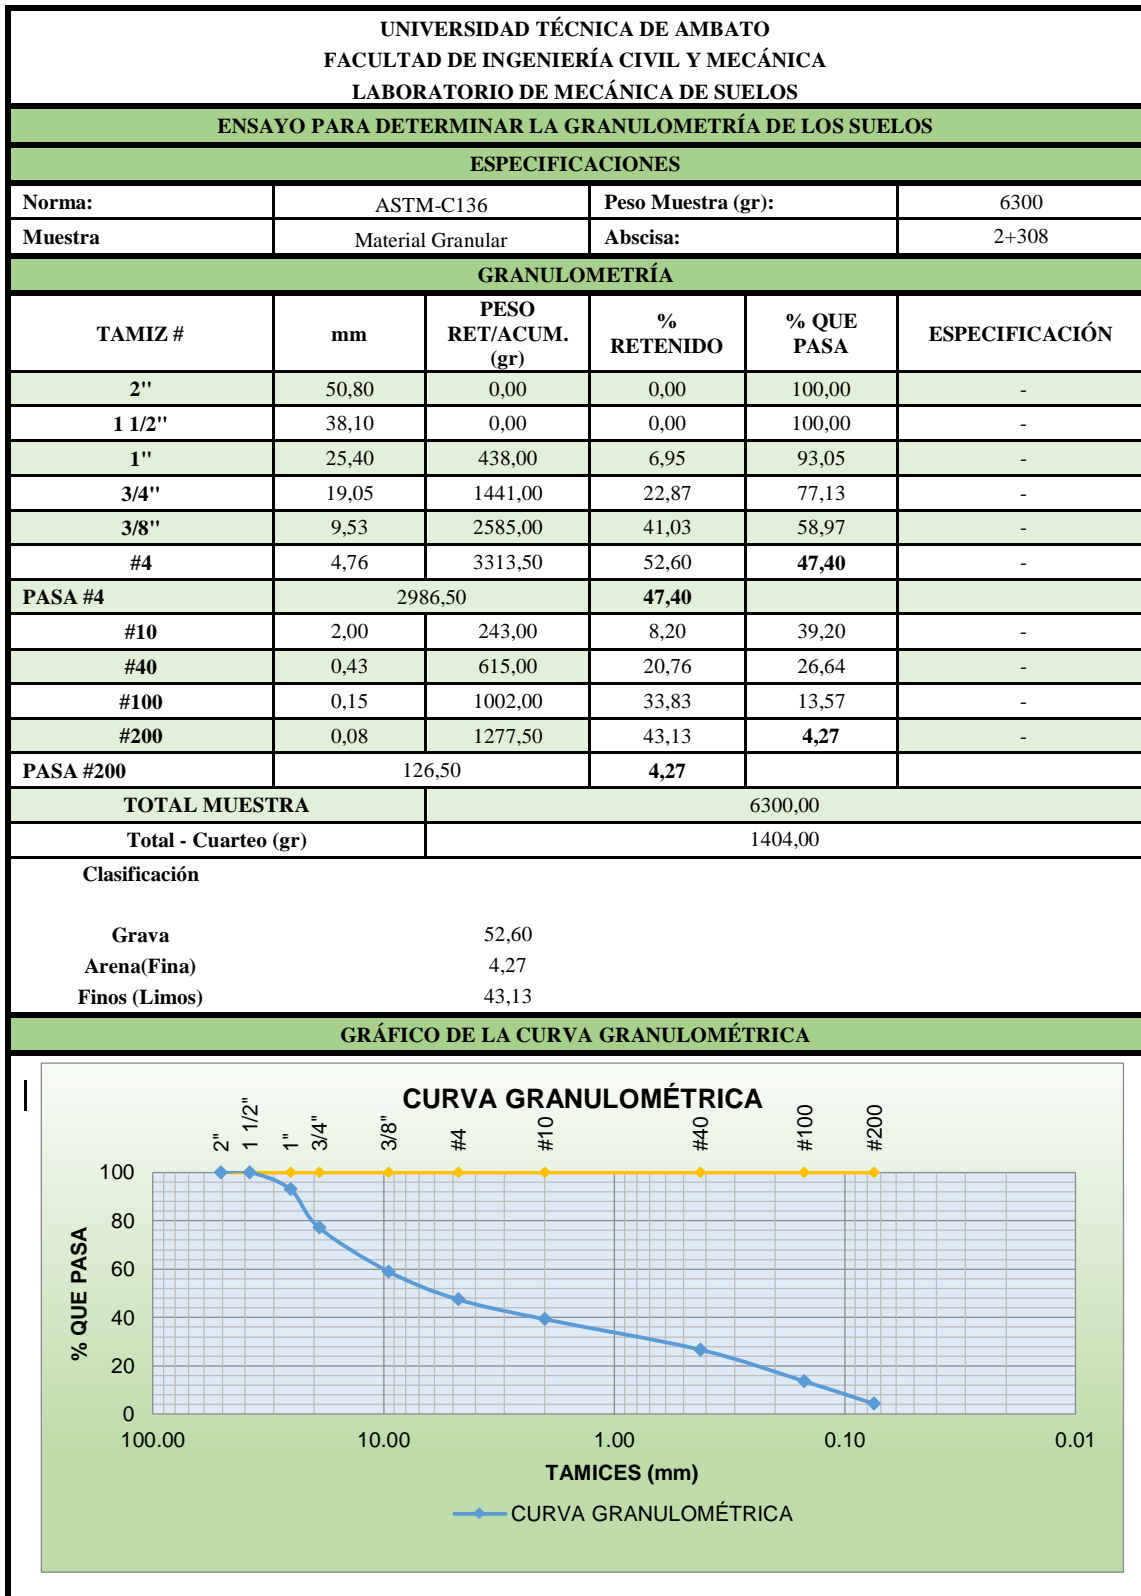 UNIVERSIDAD TÉCNICA DE AMBATO
FACULTAD DE INGENIERÍA CIVIL Y MECÁNICA
LABORATORIO DE MECÁNICA DE SUELOS
ENSAYO PARA DETERMINAR LA GRANULOMETRÍA DE LOS SUELOS
ESPECIFICACIONES
Norma: ASTM-C136 Peso Muestra (gr): 6300
Muestra Material Granular Abscisa: 2+308
GRANULOMETRÍA
TAMIZ # mm PESO RET/ACUM. (gr) % RETENIDO % QUE PASA ESPECIFICACIÓN
2" 50,80 0,00 0,00 100,00 -
1 1/2" 38,10 0,00 0,00 100,00 -
1" 25,40 438,00 6,95 93,05 -
3/4" 19,05 1441,00 22,87 77,13 -
3/8" 9,53 2585,00 41,03 58,97 -
#4 4,76 3313,50 52,60 47,40 -
PASA #4 2986,50 47,40
#10 2,00 243,00 8,20 39,20 -
#40 0,43 615,00 20,76 26,64 -
#100 0,15 1002,00 33,83 13,57 -
#200 0,08 1277,50 43,13 4,27 -
PASA #200 126,50 4,27
TOTAL MUESTRA 6300,00
Total - Cuarteo (gr) 1404,00
Clasificación
Grava 52,60
Arena(Fina) 4,27
Finos (Limos) 43,13
GRÁFICO DE LA CURVA GRANULOMÉTRICA
CURVA GRANULOMÉTRICA
2" 1 1/2" 1" 3/4" 3/8" #4 #10 #40 #100 #200
100
80
60
40
20
0
% QUE PASA
100.00 10.00 1.00 0.10 0.01
TAMICES (mm)
CURVA GRANULOMÉTRICA